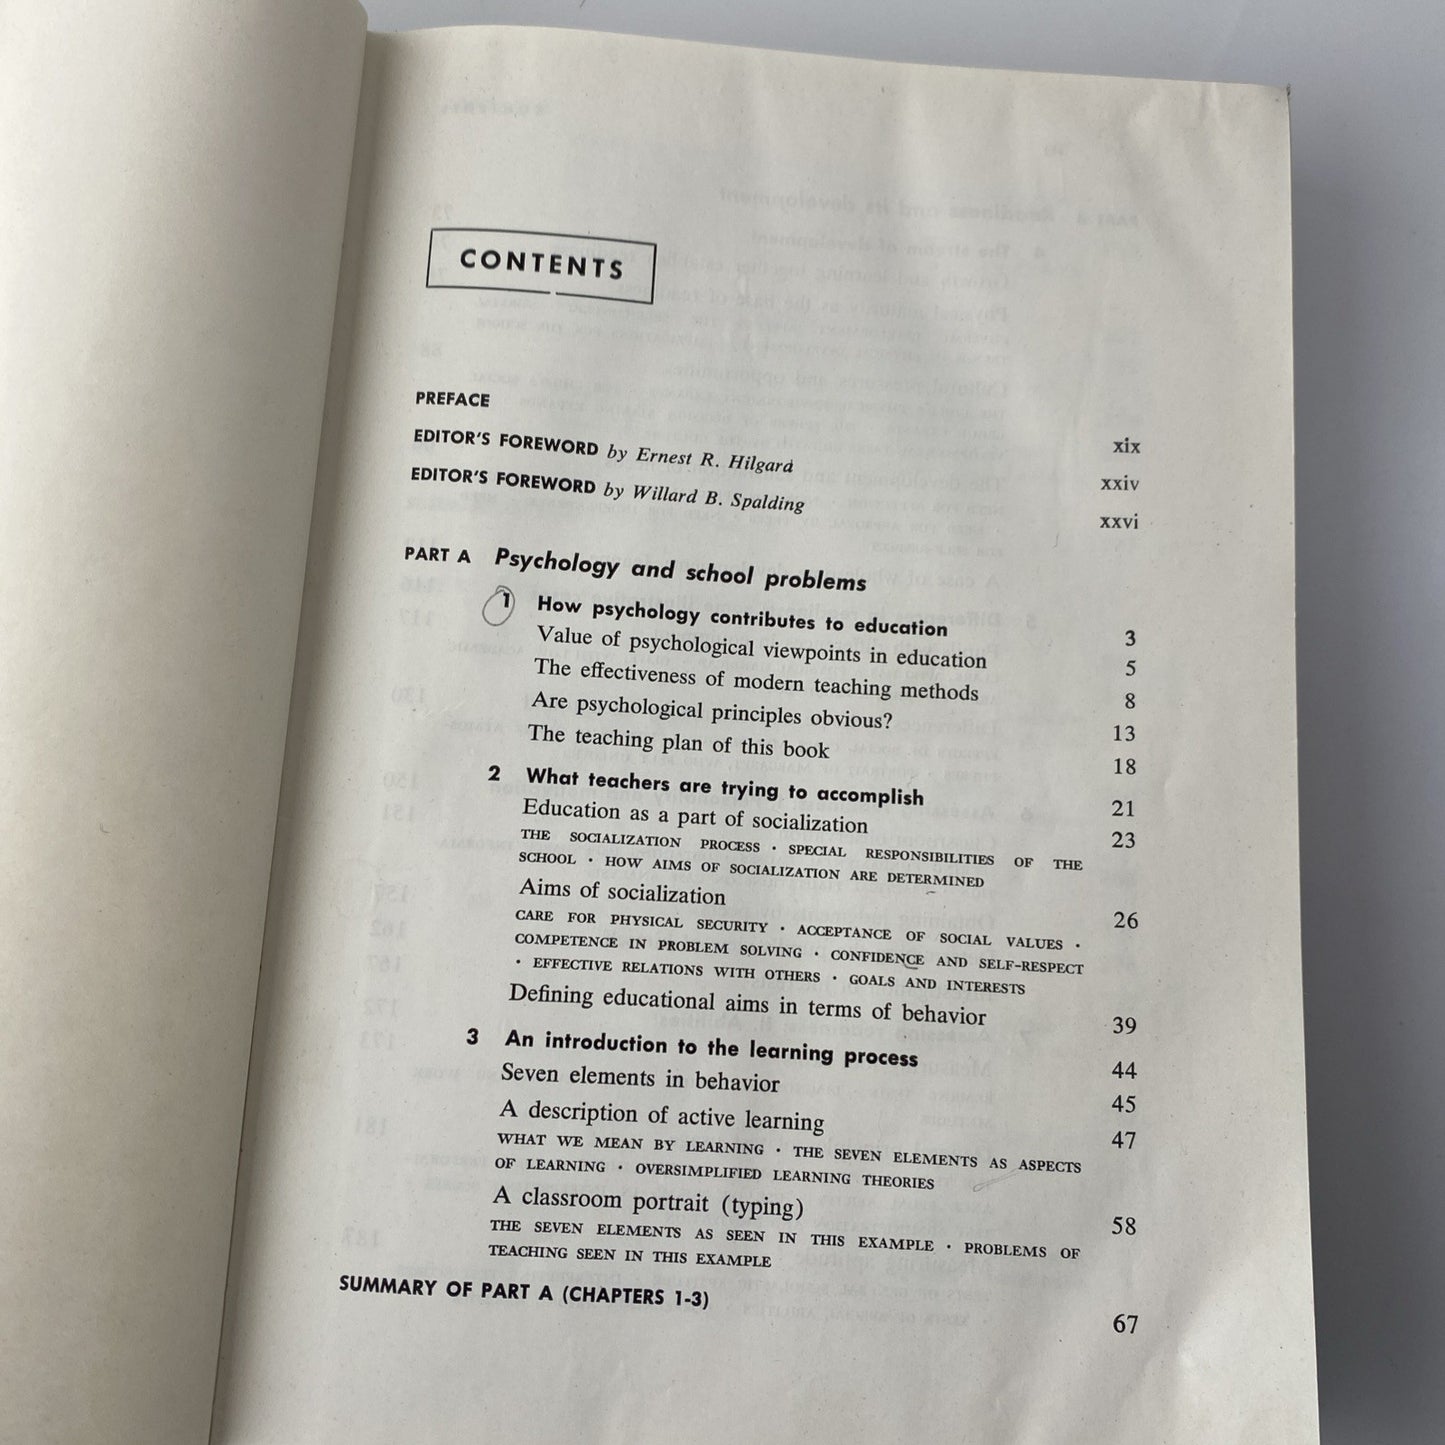 CONTENTS
PREFACE xix
EDITOR'S FOREWORD by Ernest R. Hilgard xxiv
EDITOR'S FOREWORD by Willard B. Spalding xxvi
PART A Psychology and school problems
1 How psychology contributes to education 3
Value of psychological viewpoints in education 5
The effectiveness of modern teaching methods 8
Are psychological principles obvious? 13
The teaching plan of this book 18
2 What teachers are trying to accomplish 21
Education as a part of socialization 23
THE SOCIALIZATION PROCESS · SPECIAL RESPONSIBILITIES OF THE
SCHOOL · HOW AIMS OF SOCIALIZATION ARE DETERMINED
Aims of socialization 26
CARE FOR PHYSICAL SECURITY · ACCEPTANCE OF SOCIAL VALUES ·
COMPETENCE IN PROBLEM SOLVING · CONFIDENCE AND SELF-RESPECT
· EFFECTIVE RELATIONS WITH OTHERS · GOALS AND INTERESTS
Defining educational aims in terms of behavior 39
3 An introduction to the learning process 44
Seven elements in behavior 45
A description of active learning 47
WHAT WE MEAN BY LEARNING · THE SEVEN ELEMENTS AS ASPECTS
OF LEARNING · OVERSIMPLIFIED LEARNING THEORIES
A classroom portrait (typing) 58
THE SEVEN ELEMENTS AS SEEN IN THIS EXAMPLE · PROBLEMS OF
TEACHING SEEN IN THIS EXAMPLE
SUMMARY OF PART A (CHAPTERS 1-3) 67